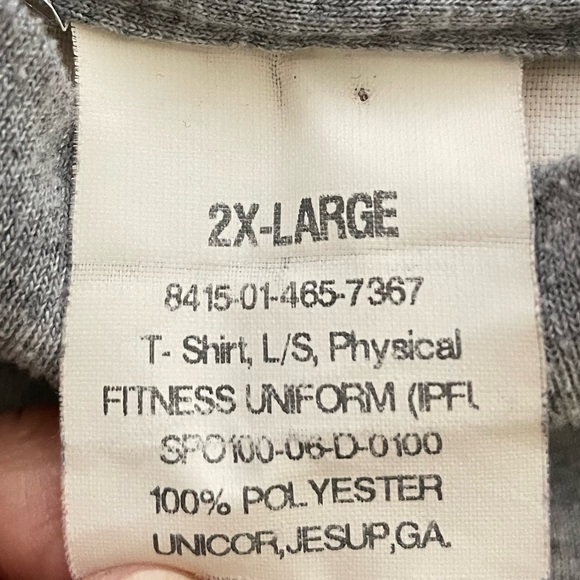 2X-LARGE
8415-01-465-7367
T- Shirt, L/S, Physical
FITNESS UNIFORM (IPFU
SPO100-06-D-0100
100% POLYESTER
UNICOR,JESUP,GA.